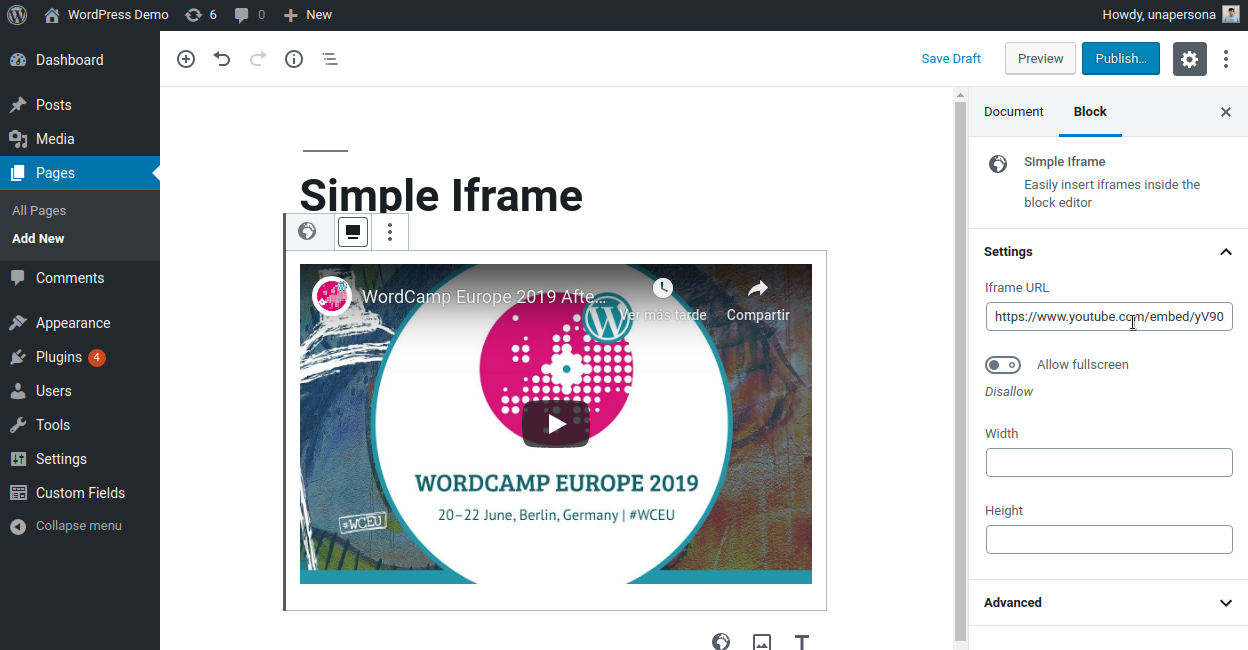 WordPress Demo
6
0
New
Howdy, unapersona
Dashboard
Posts
Media
Pages
All Pages
Add New
Comments
Appearance
Plugins 4
Users
Tools
Settings
Custom Fields
Collapse menu
Save Draft
Preview
Publish...
Simple Iframe
WordCamp Europe 2019 Afte...
Ver más tarde
Compartir
WORDCAMP EUROPE 2019
20–22 June, Berlin, Germany | #WCEU
#WCEU
Document
Block
Simple Iframe
Easily insert iframes inside the
block editor
Settings
Iframe URL
https://www.youtube.com/embed/yV90
Allow fullscreen
Disallow
Width
Height
Advanced